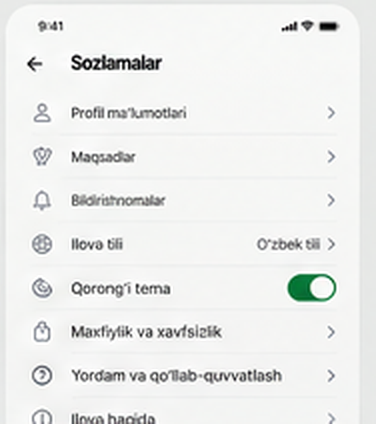 9:41
Sozlamalar
Profil ma'lumotlari
Maqsadlar
Bildirishnomalar
Ilova tili O'zbek tili
Qorong'i tema
Maxfiylik va xavfsizlik
Yordam va qo'llab-quvvatlash
Ilova haqida